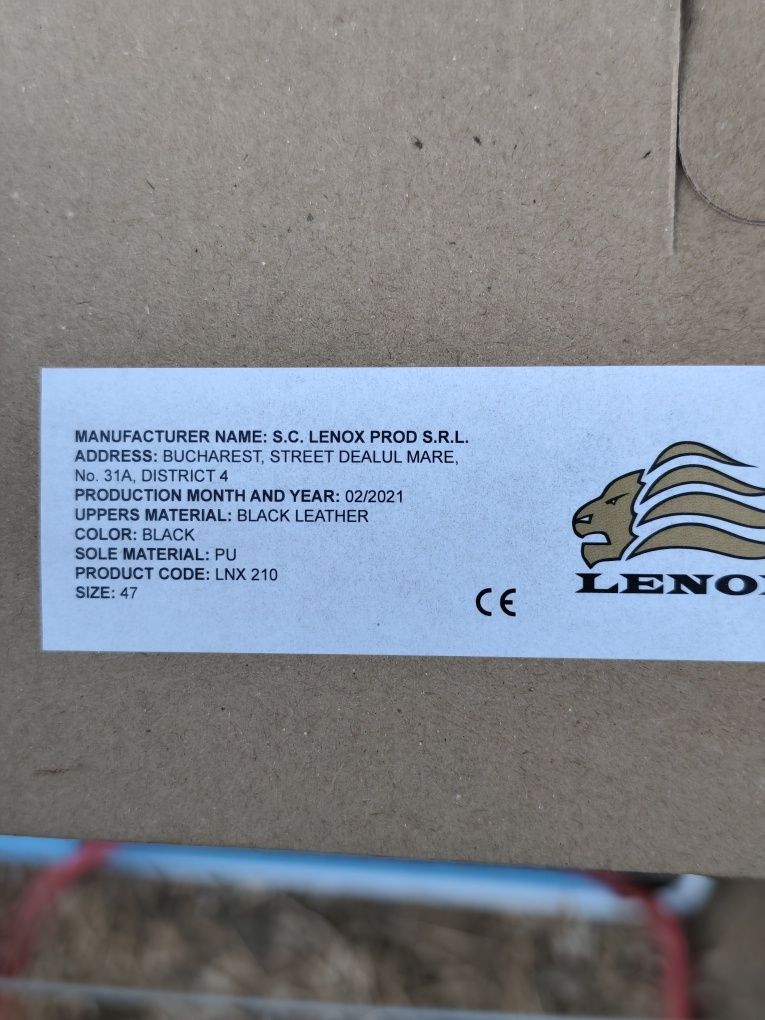 MANUFACTURER NAME: S.C. LENOX PROD S.R.L.
ADDRESS: BUCHAREST, STREET DEALUL MARE,
No. 31A, DISTRICT 4
PRODUCTION MONTH AND YEAR: 02/2021
UPPERS MATERIAL: BLACK LEATHER
COLOR: BLACK
SOLE MATERIAL: PU
PRODUCT CODE: LNX 210
SIZE: 47
CE
LENOX